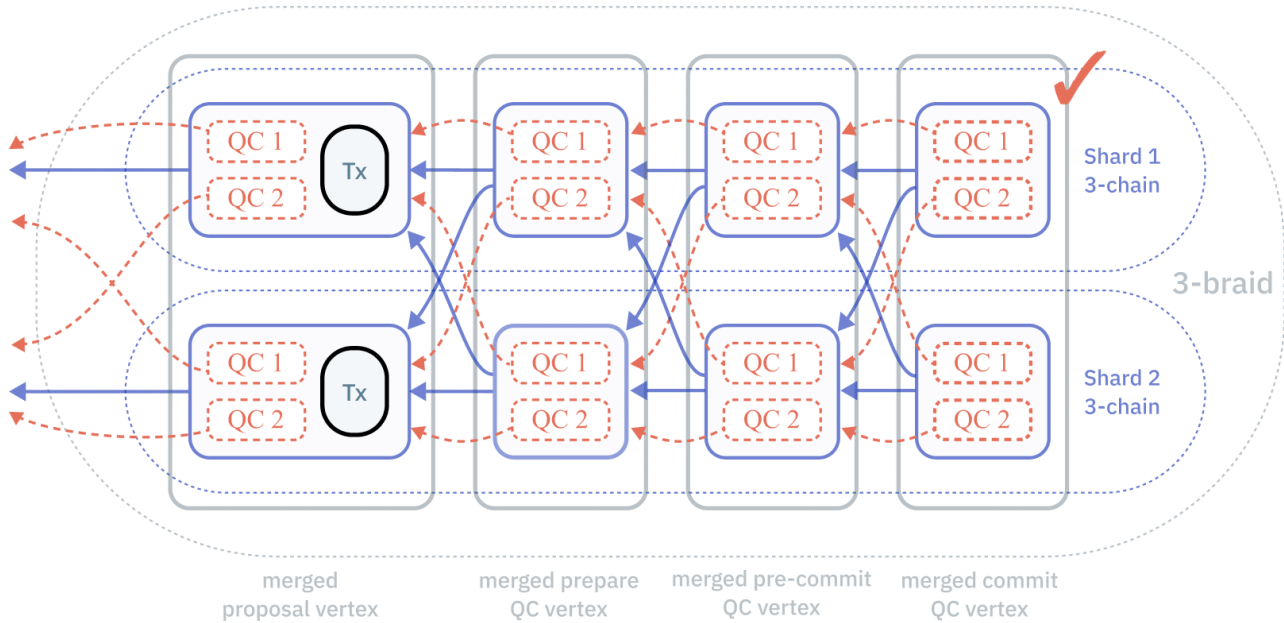 QC 1
QC 2
Tx
QC 1
QC 2
QC 1
QC 2
QC 1
QC 2
Shard 1
3-chain
3-braid
QC 1
QC 2
Tx
QC 1
QC 2
QC 1
QC 2
QC 1
QC 2
Shard 2
3-chain
merged
proposal vertex
merged prepare
QC vertex
merged pre-commit
QC vertex
merged commit
QC vertex